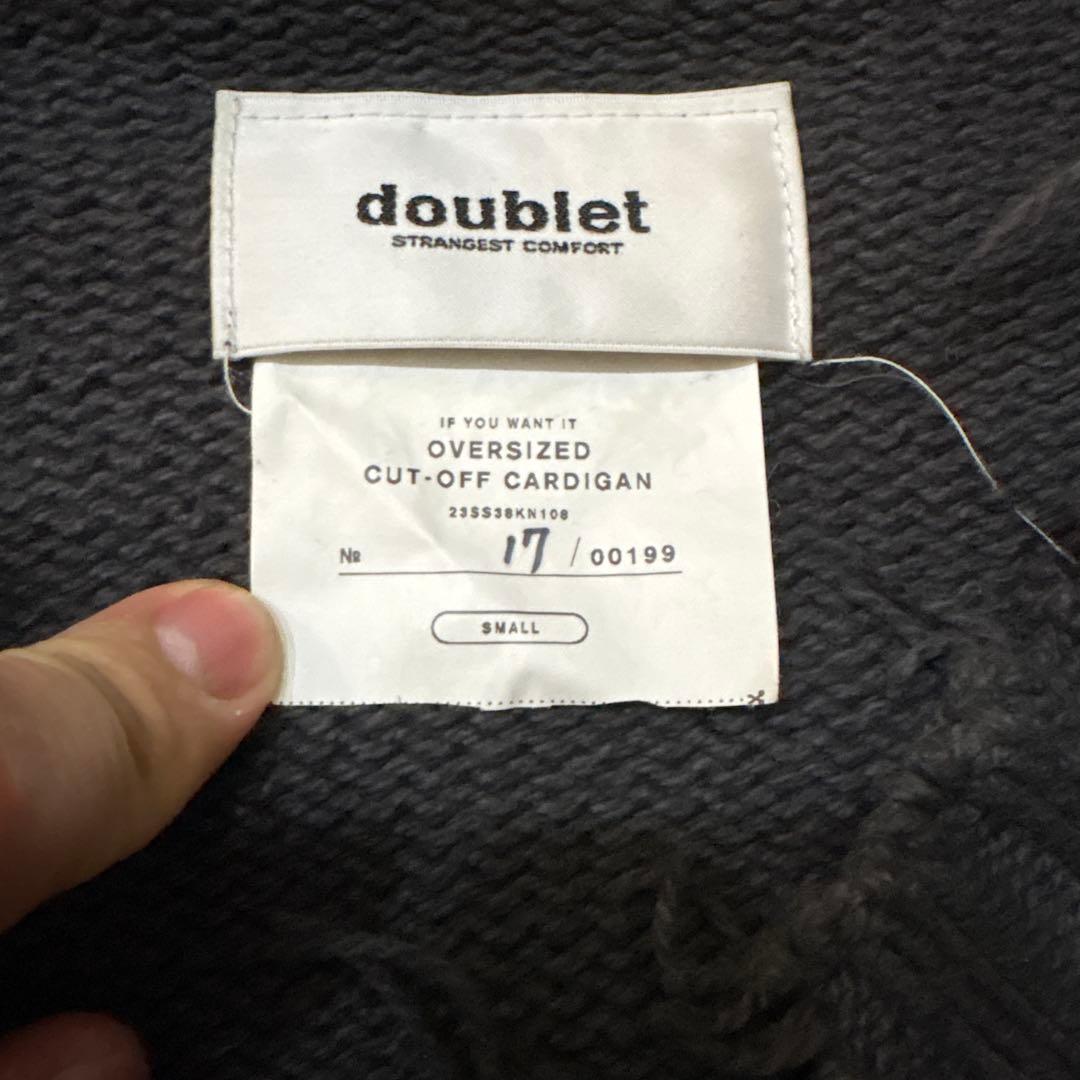 doublet
STRANGEST COMFORT
IF YOU WANT IT
OVERSIZED
CUT-OFF CARDIGAN
23SS38KN108
№ 17 / 00199
SMALL